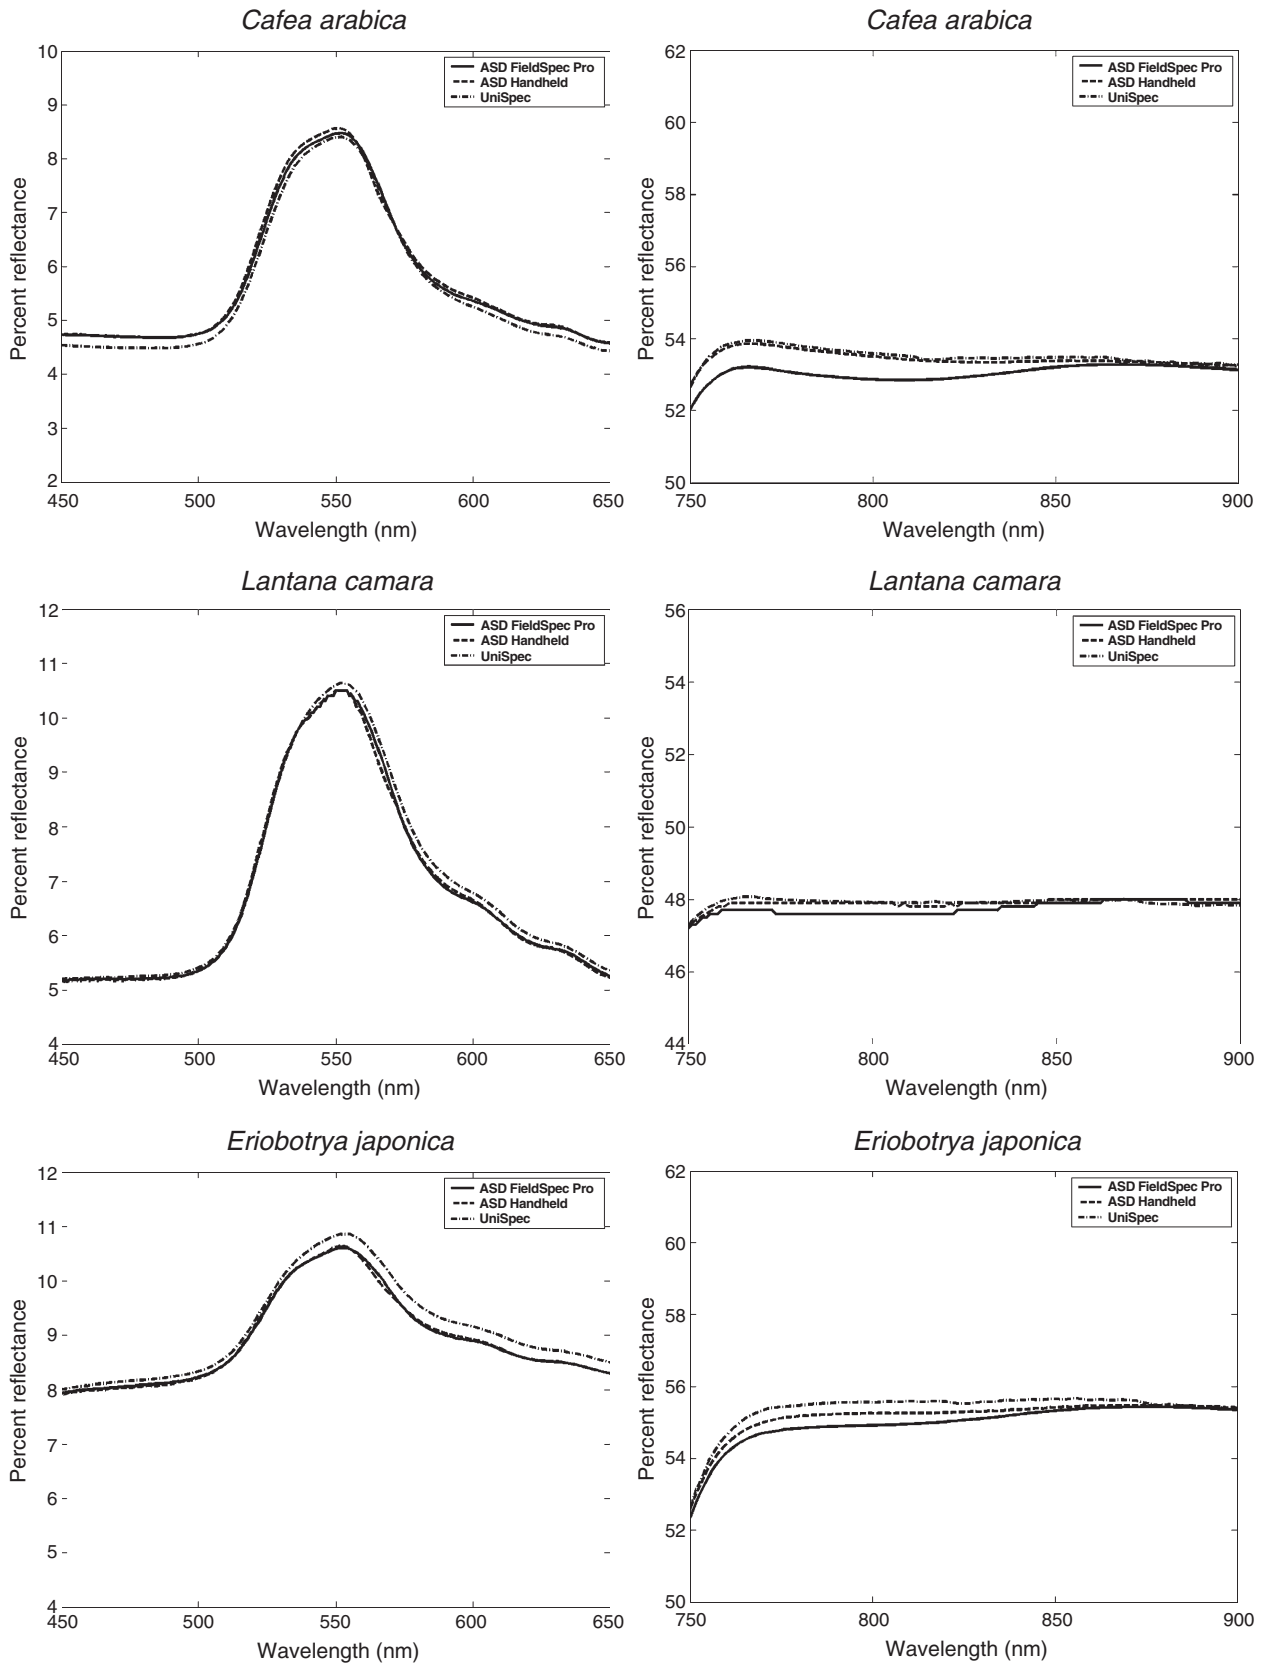 Cafea arabica
10
9
8
7
6
5
4
3
2
450
500
550
600
650
Percent reflectance
Wavelength (nm)
ASD FieldSpec Pro
ASD Handheld
UniSpec
Cafea arabica
62
60
58
56
54
52
50
750
800
850
900
Percent reflectance
Wavelength (nm)
ASD FieldSpec Pro
ASD Handheld
UniSpec
Lantana camara
12
11
10
9
8
7
6
5
4
450
500
550
600
650
Percent reflectance
Wavelength (nm)
ASD FieldSpec Pro
ASD Handheld
UniSpec
Lantana camara
56
54
52
50
48
46
44
750
800
850
900
Percent reflectance
Wavelength (nm)
ASD FieldSpec Pro
ASD Handheld
UniSpec
Eriobotrya japonica
12
11
10
9
8
7
6
5
4
450
500
550
600
650
Percent reflectance
Wavelength (nm)
ASD FieldSpec Pro
ASD Handheld
UniSpec
Eriobotrya japonica
62
60
58
56
54
52
50
750
800
850
900
Percent reflectance
Wavelength (nm)
ASD FieldSpec Pro
ASD Handheld
UniSpec